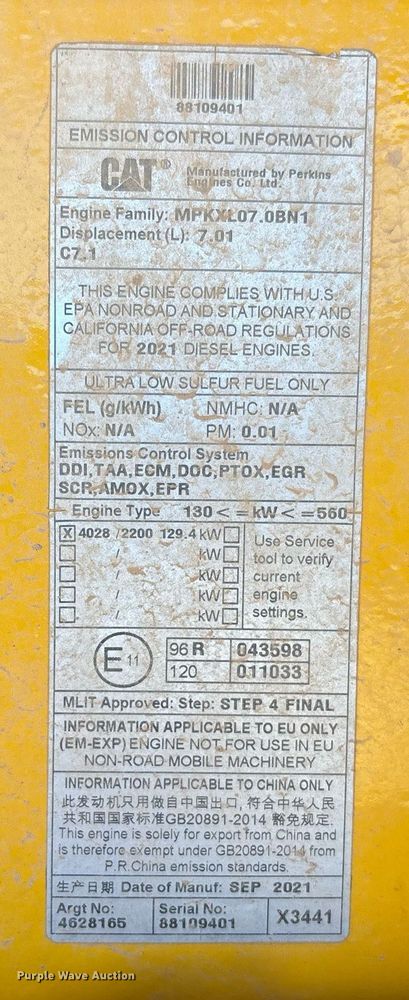 88109401
EMISSION CONTROL INFORMATION
CAT® Manufactured by Perkins
Engines Co. Ltd.
Engine Family: MPKXL07.0BN1
Displacement (L): 7.01
C7.1
THIS ENGINE COMPLIES WITH U.S.
EPA NONROAD AND STATIONARY AND
CALIFORNIA OFF-ROAD REGULATIONS
FOR 2021 DIESEL ENGINES.
ULTRA LOW SULFUR FUEL ONLY
FEL (g/kWh) NMHC: N/A
NOx: N/A PM: 0.01
Emissions Control System
DDI,TAA,ECM,DOC,PTOX,EGR
SCR,AMOX,EPR
Engine Type 130 < = kW < = 560
X 4028 /2200 129.4 kW
/ kW
/ kW
/ kW
/ kW
Use Service
tool to verify
current
engine
settings.
E 11
96 R 043598
120 011033
MLIT Approved: Step: STEP 4 FINAL
INFORMATION APPLICABLE TO EU ONLY
(EM-EXP) ENGINE NOT FOR USE IN EU
NON-ROAD MOBILE MACHINERY
INFORMATION APPLICABLE TO CHINA ONLY
此发动机只用做自中国出口, 符合中华人民
共和国国家标准GB20891-2014 豁免规定.
This engine is solely for export from China and
is therefore exempt under GB20891-2014 from
P.R.China emission standards.
生产日期 Date of Manuf: SEP 2021
Argt No: 4628165
Serial No: 88109401
X3441
Purple Wave Auction